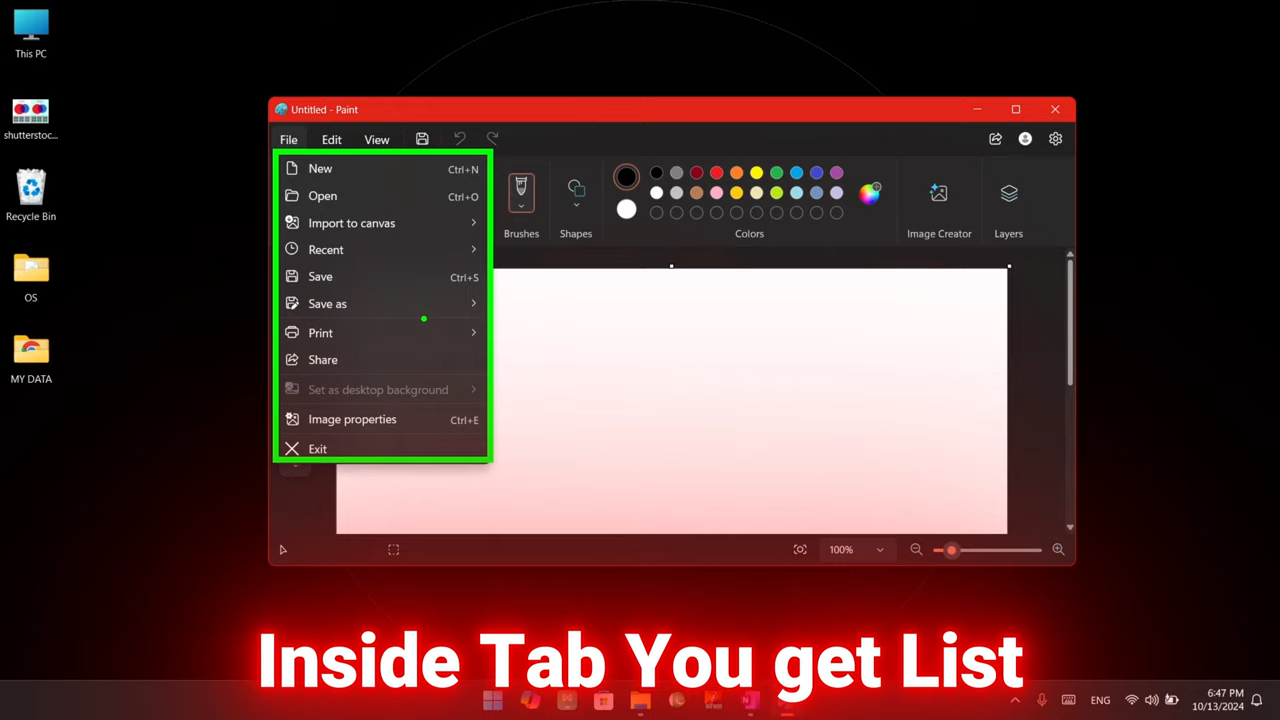 This PC
shutterstoc...
Recycle Bin
OS
MY DATA
Untitled - Paint
File Edit View
New Ctrl+N
Open Ctrl+O
Import to canvas
Recent
Save Ctrl+S
Save as
Print
Share
Set as desktop background
Image properties Ctrl+E
Exit
Brushes Shapes Colors Image Creator Layers
100%
Inside Tab You get List
ENG
6:47 PM
10/13/2024